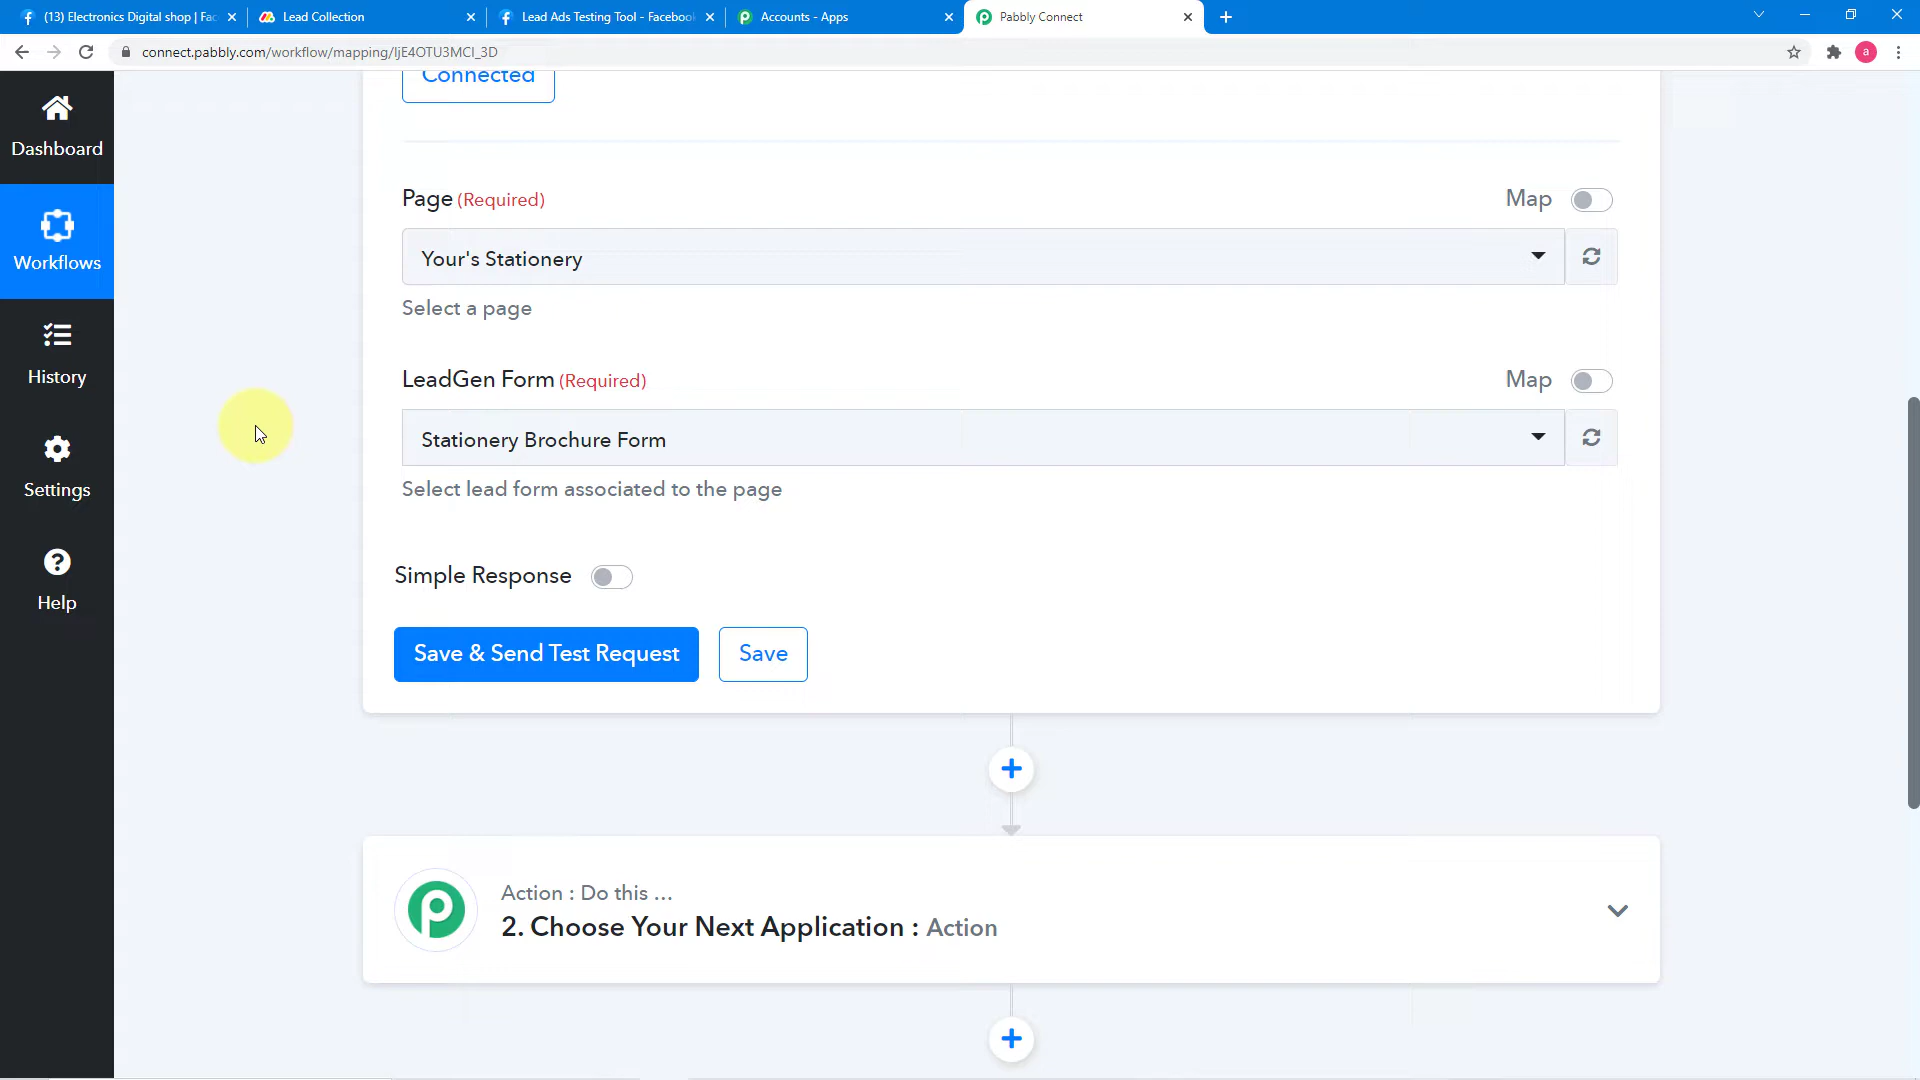 (13) Electronics Digital shop | Fac
Lead Collection
Lead Ads Testing Tool - Facebook
Accounts - Apps
Pabbly Connect
connect.pabbly.com/workflow/mapping/IjE4OTU3MCI_3D
a
Connected
Dashboard
Page (Required)
Map
Your's Stationery
Workflows
Select a page
History
LeadGen Form (Required)
Map
Stationery Brochure Form
Settings
Select lead form associated to the page
Simple Response
Help
Save & Send Test Request
Save
Action : Do this ...
2. Choose Your Next Application : Action